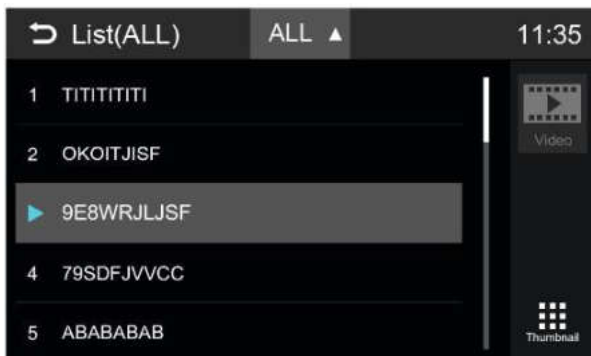 List(ALL)
ALL ▲
11:35
1 TITITITITI
2 OKOITJISF
9E8WRJLJSF
4 79SDFJVVCC
5 ABABABAB
Video
Thumbnail